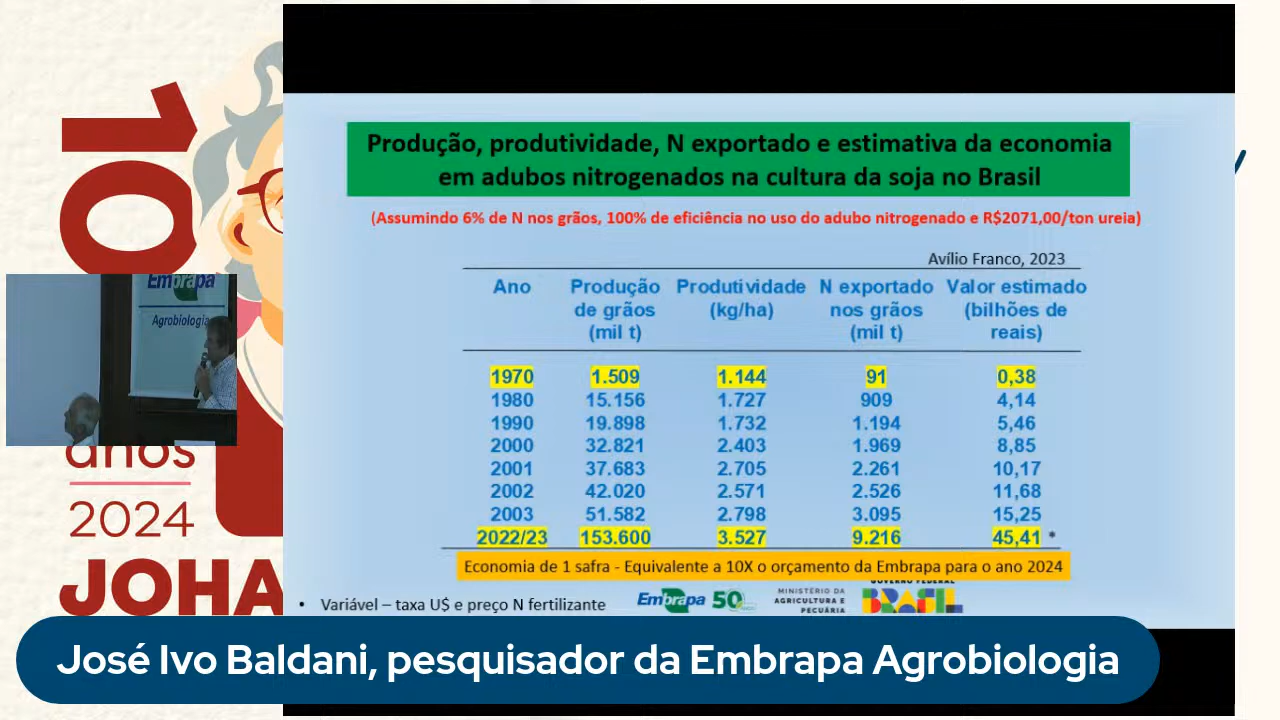 10
anos
2024
JOHA
Embrapa
Agrobiologia
Produção, produtividade, N exportado e estimativa da economia
em adubos nitrogenados na cultura da soja no Brasil
(Assumindo 6% de N nos grãos, 100% de eficiência no uso do adubo nitrogenado e R$2071,00/ton ureia)
Avílio Franco, 2023
Ano Produção Produtividade N exportado Valor estimado
de grãos (kg/ha) nos grãos (bilhões de
(mil t) (mil t) reais)
1970 1.509 1.144 91 0,38
1980 15.156 1.727 909 4,14
1990 19.898 1.732 1.194 5,46
2000 32.821 2.403 1.969 8,85
2001 37.683 2.705 2.261 10,17
2002 42.020 2.571 2.526 11,68
2003 51.582 2.798 3.095 15,25
2022/23 153.600 3.527 9.216 45,41 *
Economia de 1 safra - Equivalente a 10X o orçamento da Embrapa para o ano 2024
• Variável – taxa U$ e preço N fertilizante
Embrapa 50
MINISTÉRIO DA
AGRICULTURA E
PECUÁRIA
GOVERNO FEDERAL
BRASIL
José Ivo Baldani, pesquisador da Embrapa Agrobiologia